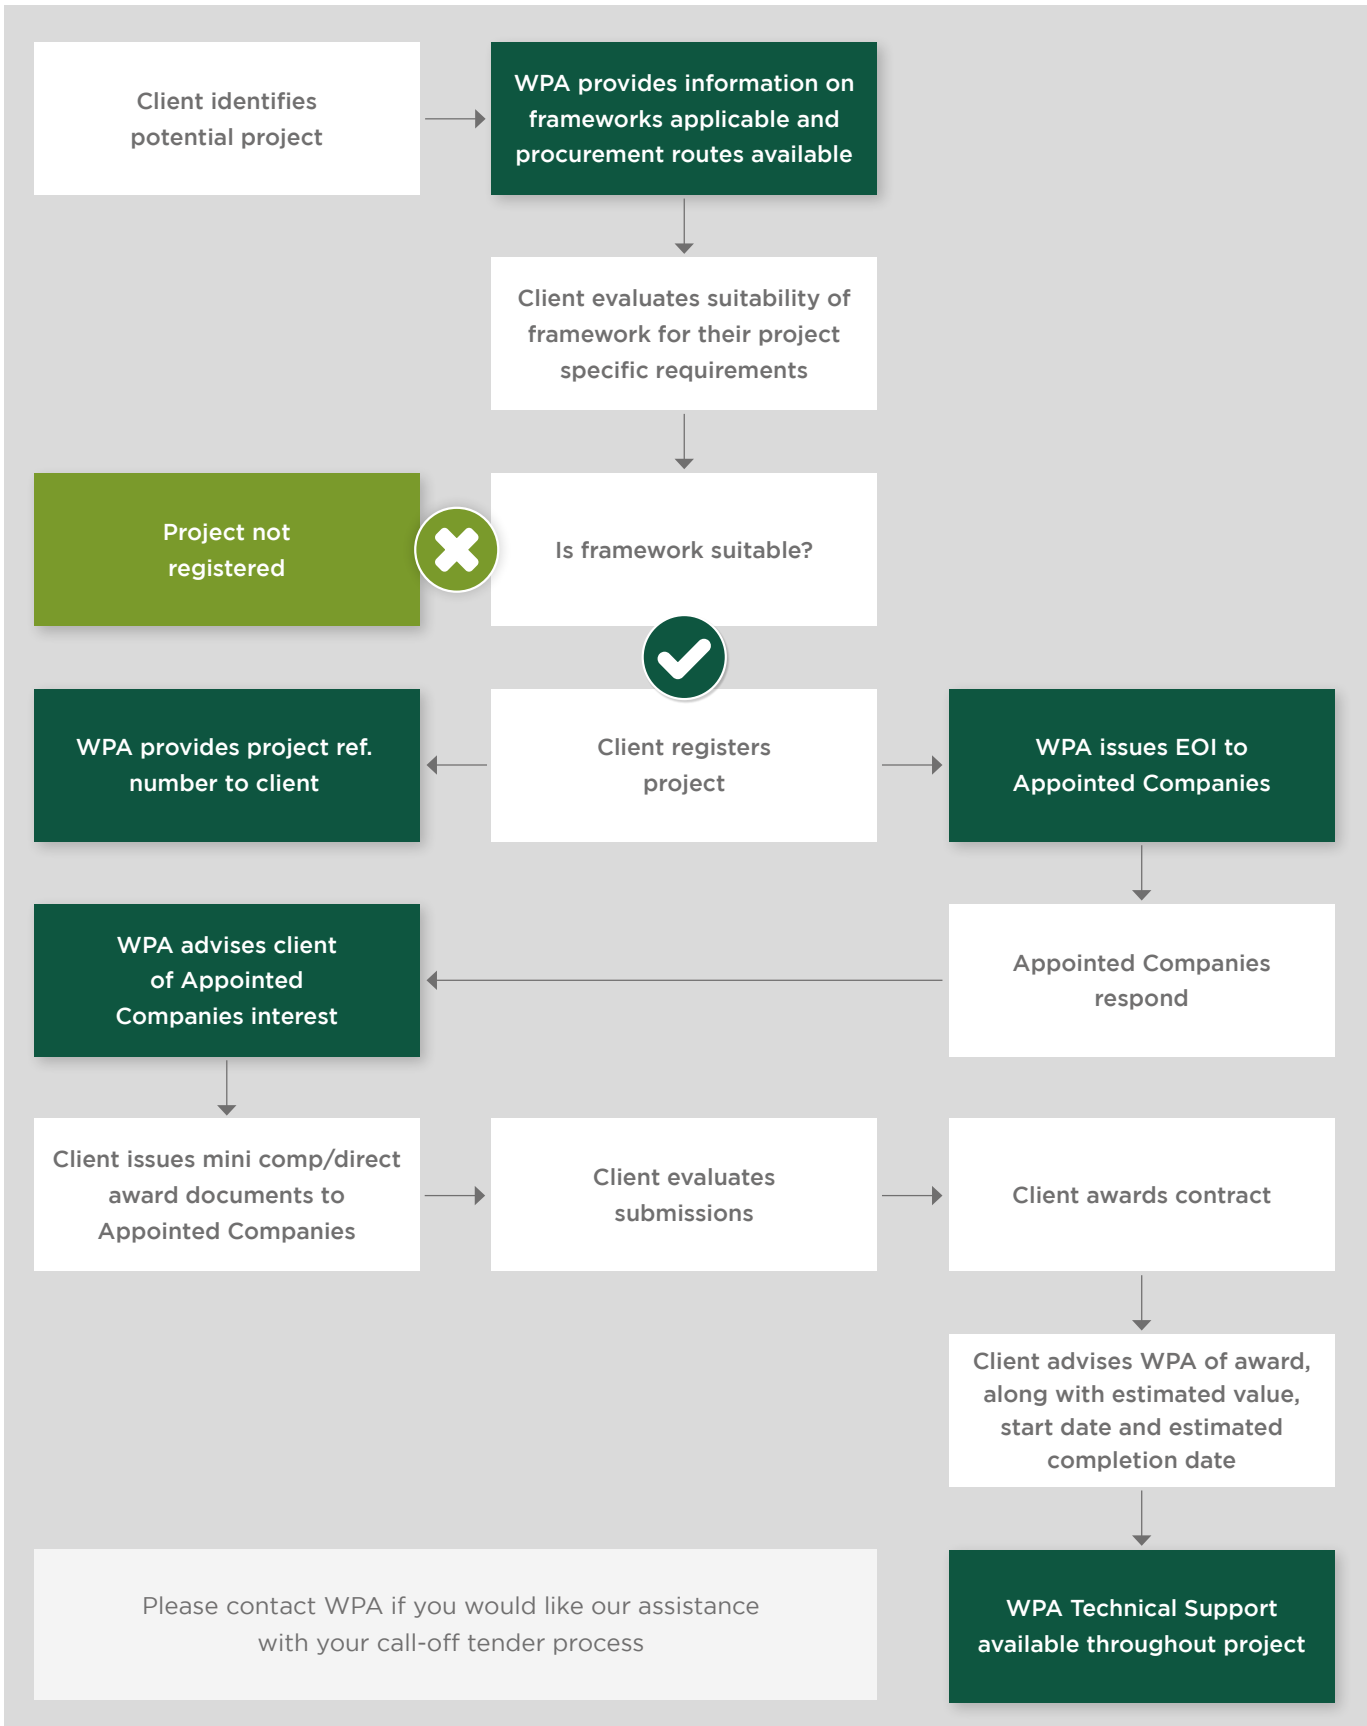 Client identifies
potential project
WPA provides information on
frameworks applicable and
procurement routes available
Client evaluates suitability of
framework for their project
specific requirements
Project not
registered
Is framework suitable?
WPA provides project ref.
number to client
Client registers
project
WPA issues EOI to
Appointed Companies
WPA advises client
of Appointed
Companies interest
Appointed Companies
respond
Client issues mini comp/direct
award documents to
Appointed Companies
Client evaluates
submissions
Client awards contract
Client advises WPA of award,
along with estimated value,
start date and estimated
completion date
Please contact WPA if you would like our assistance
with your call-off tender process
WPA Technical Support
available throughout project